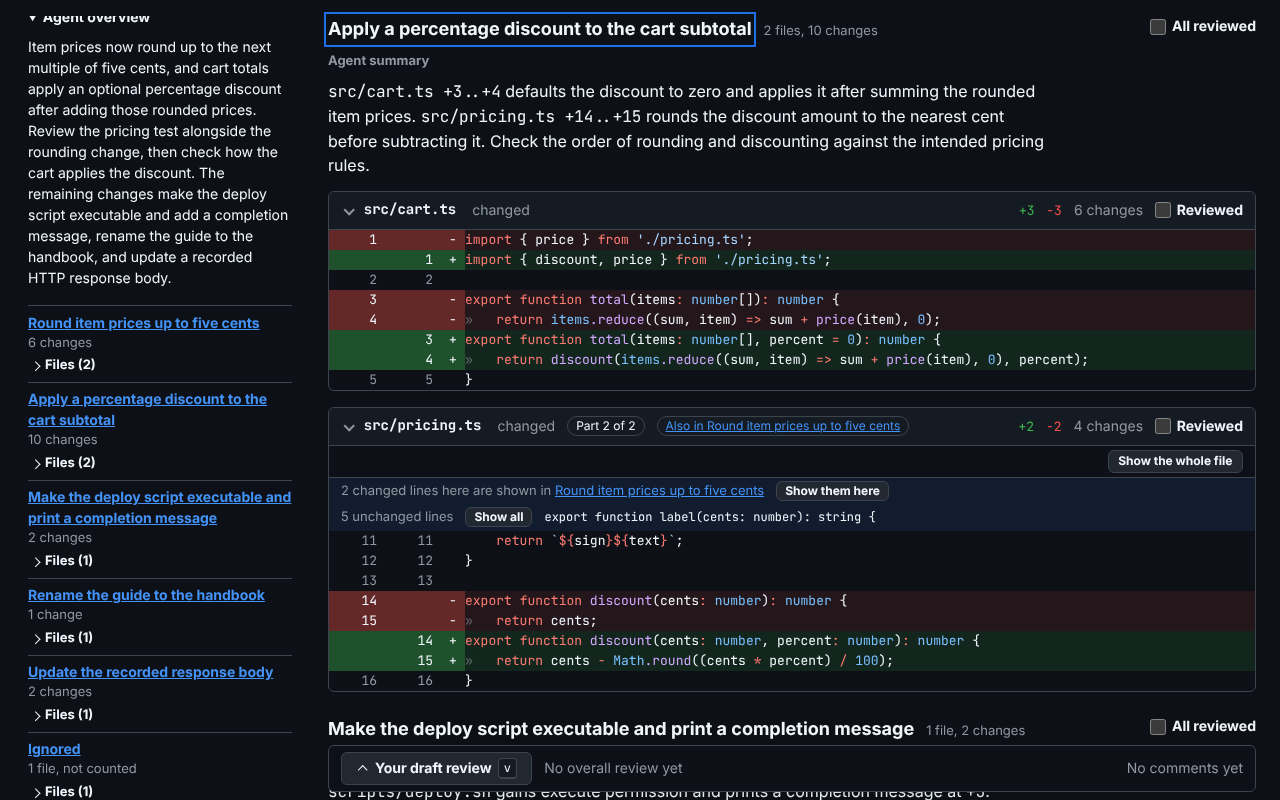 Agent overview
Item prices now round up to the next
multiple of five cents, and cart totals
apply an optional percentage discount
after adding those rounded prices.
Review the pricing test alongside the
rounding change, then check how the
cart applies the discount. The
remaining changes make the deploy
script executable and add a completion
message, rename the guide to the
handbook, and update a recorded
HTTP response body.
Round item prices up to five cents
6 changes
Files (2)
Apply a percentage discount to the
cart subtotal
10 changes
Files (2)
Make the deploy script executable and
print a completion message
2 changes
Files (1)
Rename the guide to the handbook
1 change
Files (1)
Update the recorded response body
2 changes
Files (1)
Ignored
1 file, not counted
Files (1)
Apply a percentage discount to the cart subtotal 2 files, 10 changes All reviewed
Agent summary
src/cart.ts +3..+4 defaults the discount to zero and applies it after summing the rounded
item prices. src/pricing.ts +14..+15 rounds the discount amount to the nearest cent
before subtracting it. Check the order of rounding and discounting against the intended pricing
rules.
src/cart.ts changed +3 -3 6 changes Reviewed
1 - import { price } from './pricing.ts';
1 + import { discount, price } from './pricing.ts';
2 2
3 - export function total(items: number[]): number {
4 - » return items.reduce((sum, item) => sum + price(item), 0);
3 + export function total(items: number[], percent = 0): number {
4 + » return discount(items.reduce((sum, item) => sum + price(item), 0), percent);
5 5 }
src/pricing.ts changed Part 2 of 2 Also in Round item prices up to five cents +2 -2 4 changes Reviewed
Show the whole file
2 changed lines here are shown in Round item prices up to five cents Show them here
5 unchanged lines Show all export function label(cents: number): string {
11 11 return `${sign}${text}`;
12 12 }
13 13
14 - export function discount(cents: number): number {
15 - » return cents;
14 + export function discount(cents: number, percent: number): number {
15 + » return cents - Math.round((cents * percent) / 100);
16 16 }
Make the deploy script executable and print a completion message 1 file, 2 changes All reviewed
Your draft review v No overall review yet No comments yet
scripts/deploy.sh gains execute permission and prints a completion message at +3.